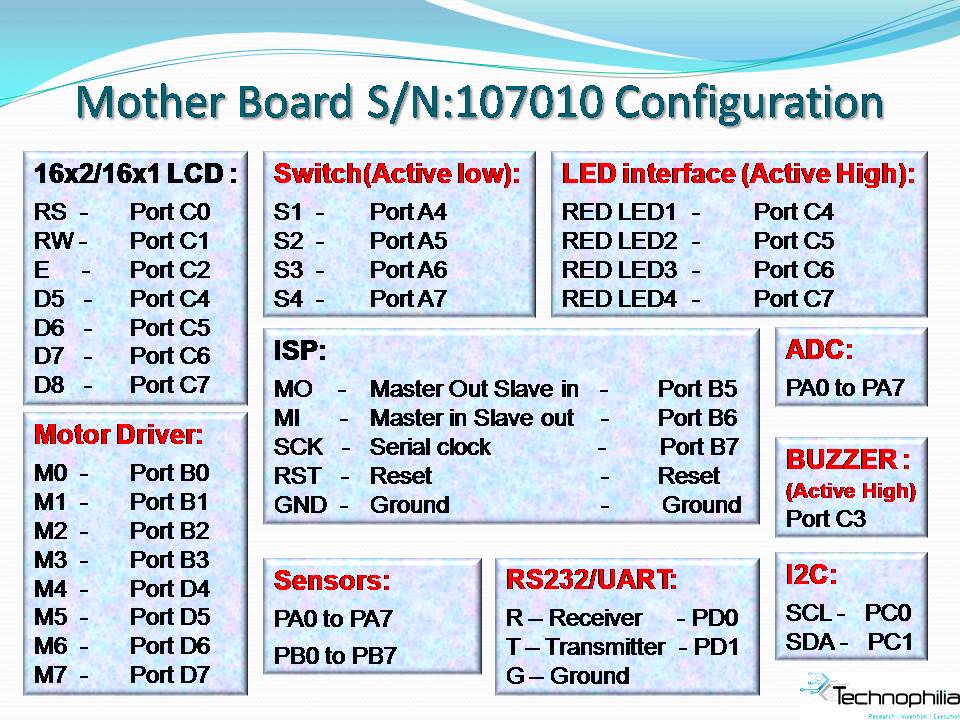 Mother Board S/N:107010 Configuration
16x2/16x1 LCD :
RS - Port C0
RW - Port C1
E - Port C2
D5 - Port C4
D6 - Port C5
D7 - Port C6
D8 - Port C7
Switch(Active low):
S1 - Port A4
S2 - Port A5
S3 - Port A6
S4 - Port A7
LED interface (Active High):
RED LED1 - Port C4
RED LED2 - Port C5
RED LED3 - Port C6
RED LED4 - Port C7
ISP:
MO - Master Out Slave in - Port B5
MI - Master in Slave out - Port B6
SCK - Serial clock - Port B7
RST - Reset - Reset
GND - Ground - Ground
ADC:
PA0 to PA7
Motor Driver:
M0 - Port B0
M1 - Port B1
M2 - Port B2
M3 - Port B3
M4 - Port D4
M5 - Port D5
M6 - Port D6
M7 - Port D7
BUZZER :
(Active High)
Port C3
Sensors:
PA0 to PA7
PB0 to PB7
RS232/UART:
R – Receiver - PD0
T – Transmitter - PD1
G – Ground
I2C:
SCL - PC0
SDA - PC1
Technophilia
Research | Invention | Execution